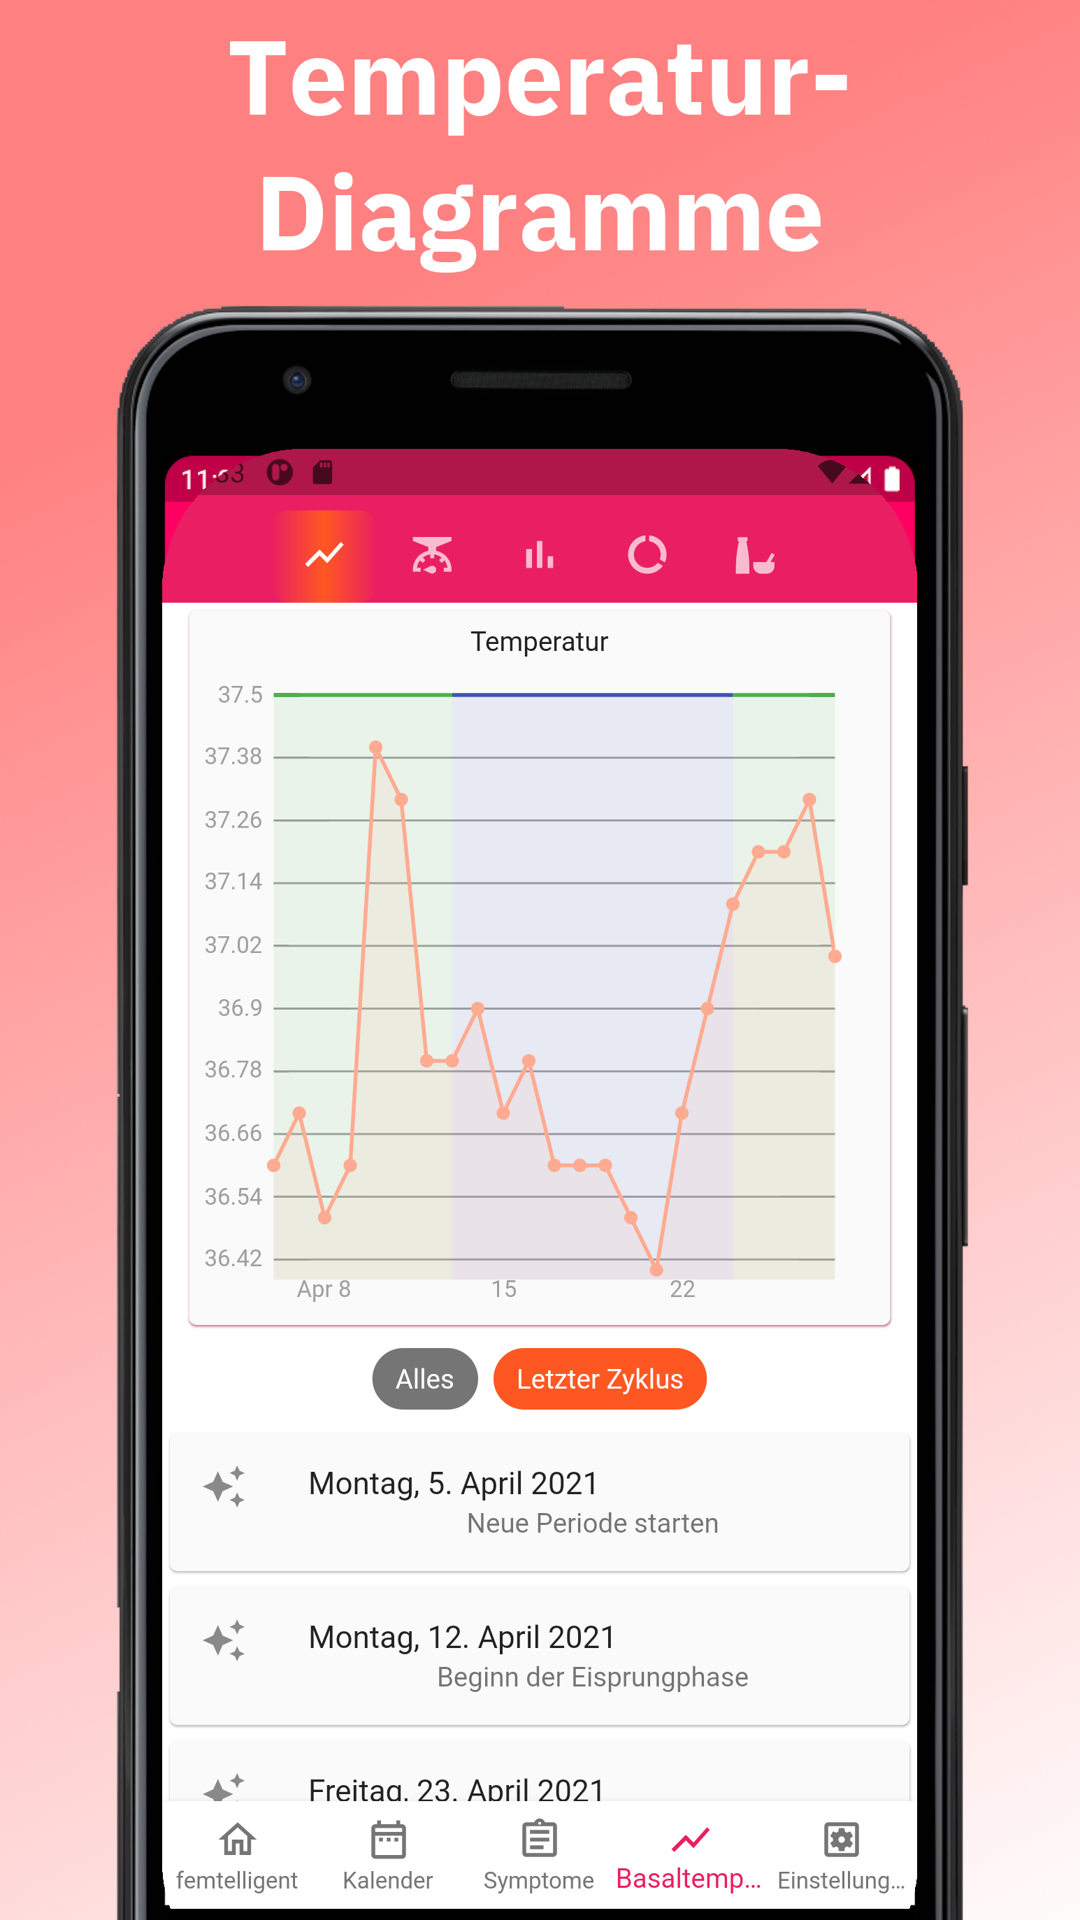 Temperatur-
Diagramme
Temperatur
37.5
37.38
37.26
37.14
37.02
36.9
36.78
36.66
36.54
36.42
Apr 8 15 22
Alles Letzter Zyklus
Montag, 5. April 2021
Neue Periode starten
Montag, 12. April 2021
Beginn der Eisprungphase
Freitag, 23. April 2021
femtelligent Kalender Symptome Basaltemp... Einstellung...